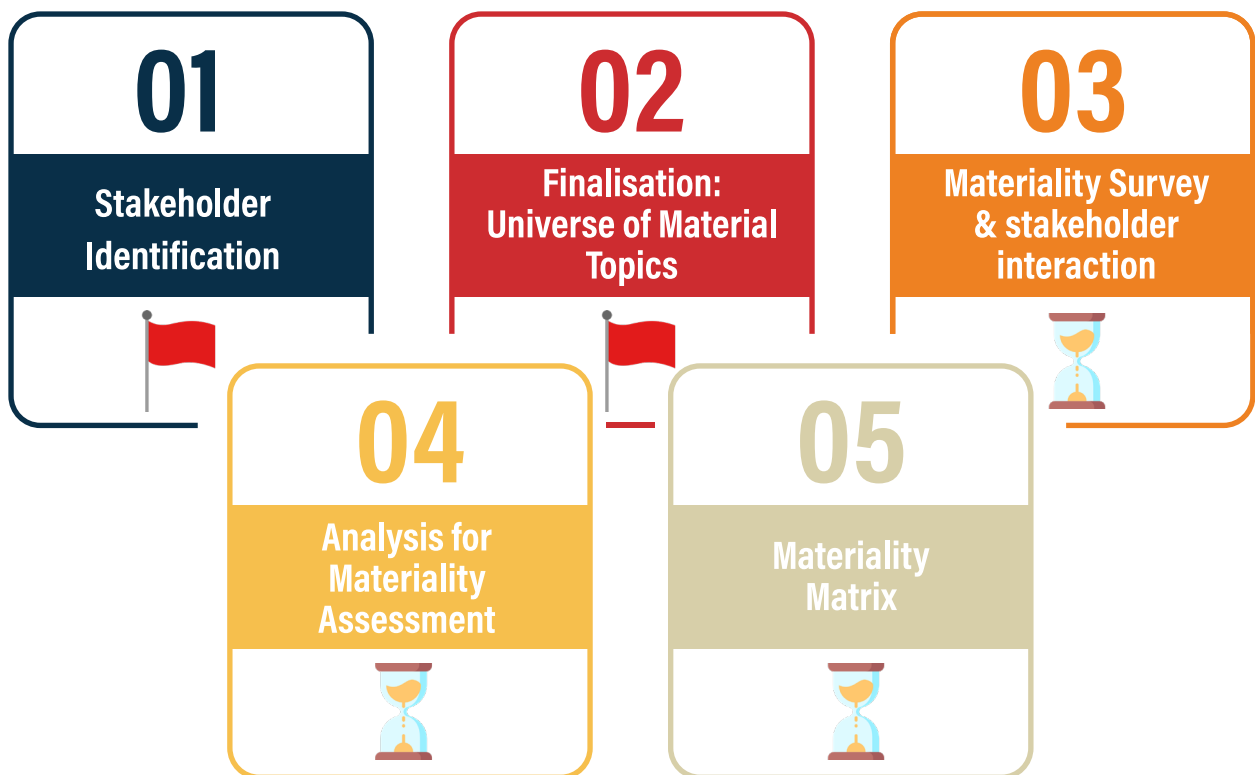 01
Stakeholder
Identification
02
Finalisation:
Universe of Material
Topics
03
Materiality Survey
& stakeholder
interaction
04
Analysis for
Materiality
Assessment
05
Materiality
Matrix